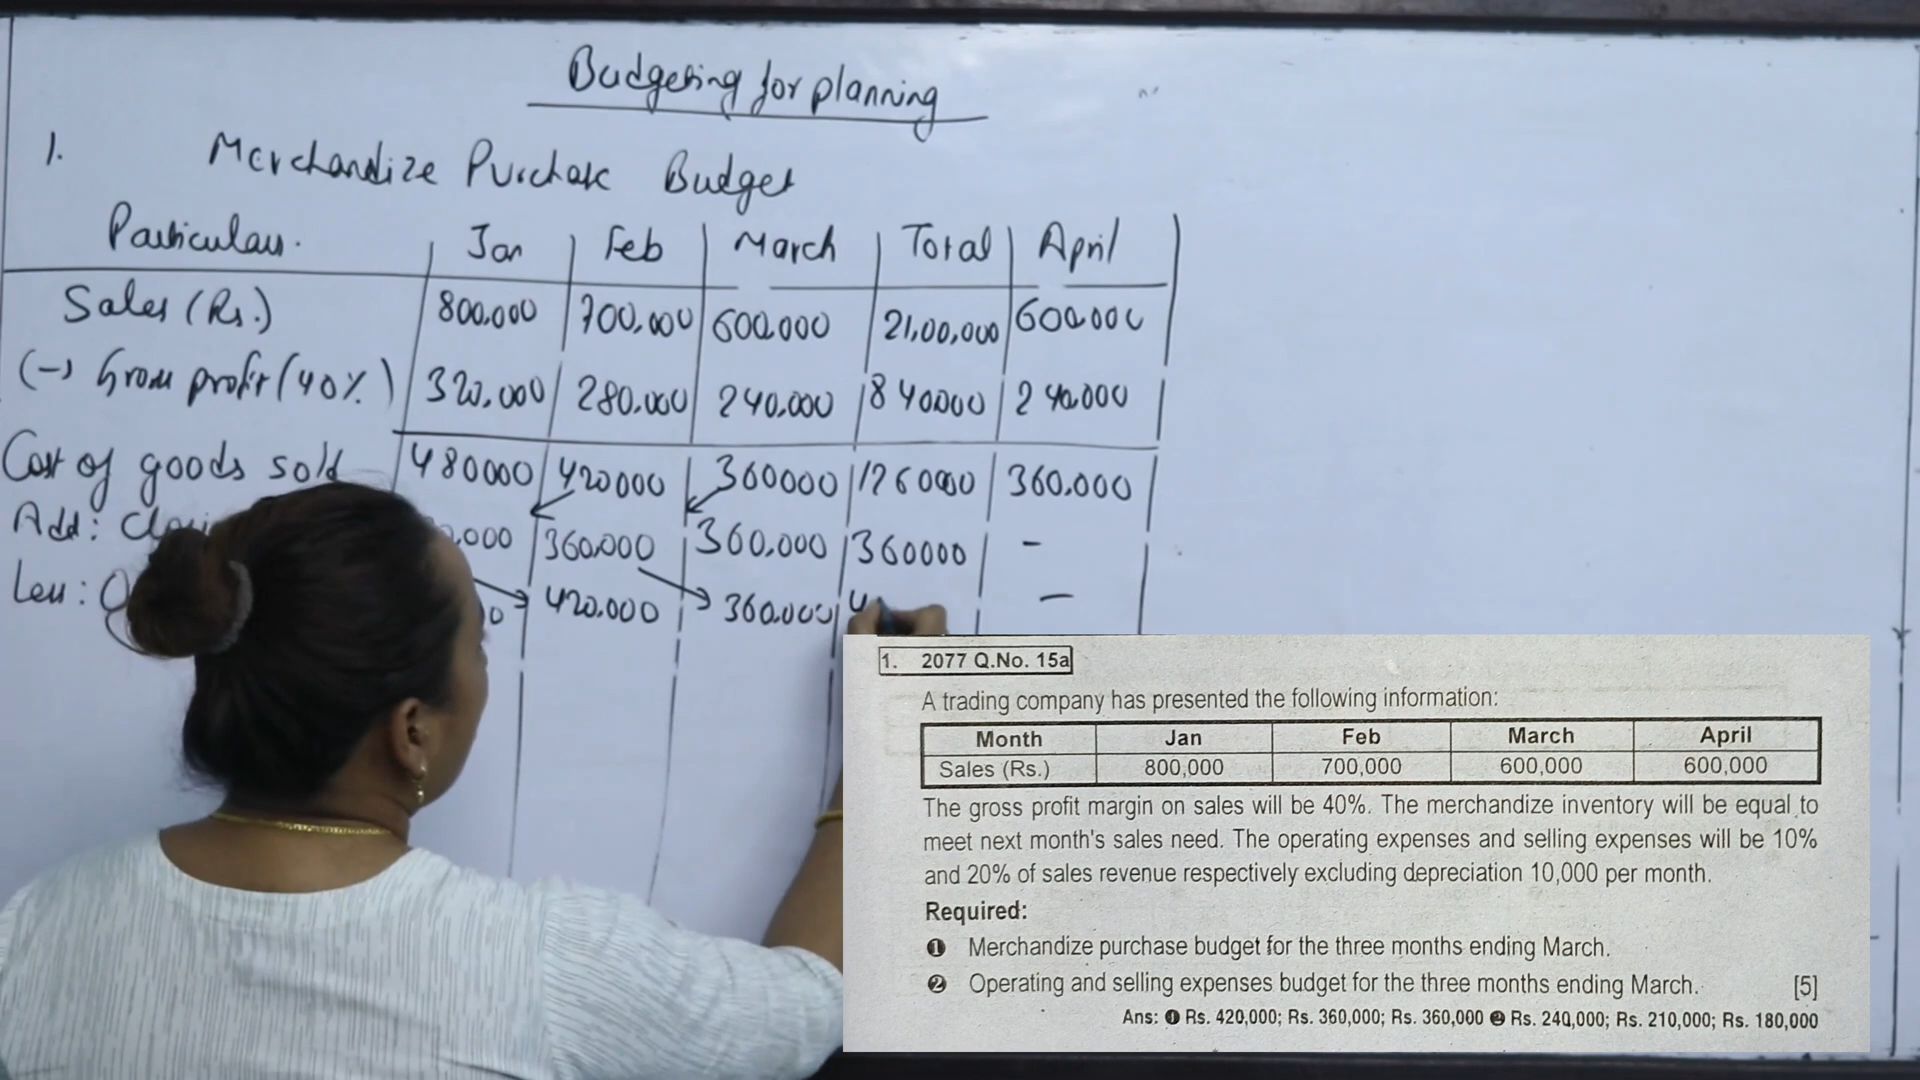 Budgeting for planning
1. Merchandize Purchase Budget
Particulars. Jan Feb March Total April
Sales (Rs.) 800,000 700,000 600,000 21,00,000 600,000
(-) Gross profit (40%) 320,000 280,000 240,000 840000 240,000
Cost of goods sold 480000 420000 360000 1260000 360,000
Add: ,000 360,000 360,000 360000 -
Less: 0 420,000 360,000 4 -
1. 2077 Q.No. 15a
A trading company has presented the following information:
Month Jan Feb March April
Sales (Rs.) 800,000 700,000 600,000 600,000
The gross profit margin on sales will be 40%. The merchandize inventory will be equal to
meet next month's sales need. The operating expenses and selling expenses will be 10%
and 20% of sales revenue respectively excluding depreciation 10,000 per month.
Required:
❶ Merchandize purchase budget for the three months ending March.
❷ Operating and selling expenses budget for the three months ending March. [5]
Ans: ❶ Rs. 420,000; Rs. 360,000; Rs. 360,000 ❷ Rs. 240,000; Rs. 210,000; Rs. 180,000